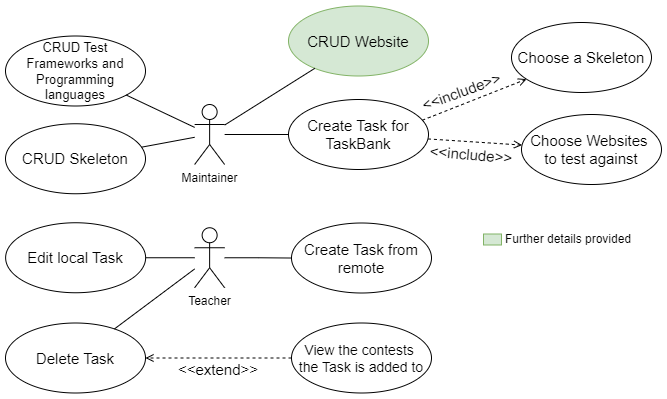 CRUD Test
Frameworks and
Programming
languages
CRUD Website
Choose a Skeleton
<<include>>
CRUD Skeleton
Maintainer
Create Task for
TaskBank
<<include>>
Choose Websites
to test against
Further details provided
Edit local Task
Teacher
Create Task from
remote
Delete Task
<<extend>>
View the contests
the Task is added to